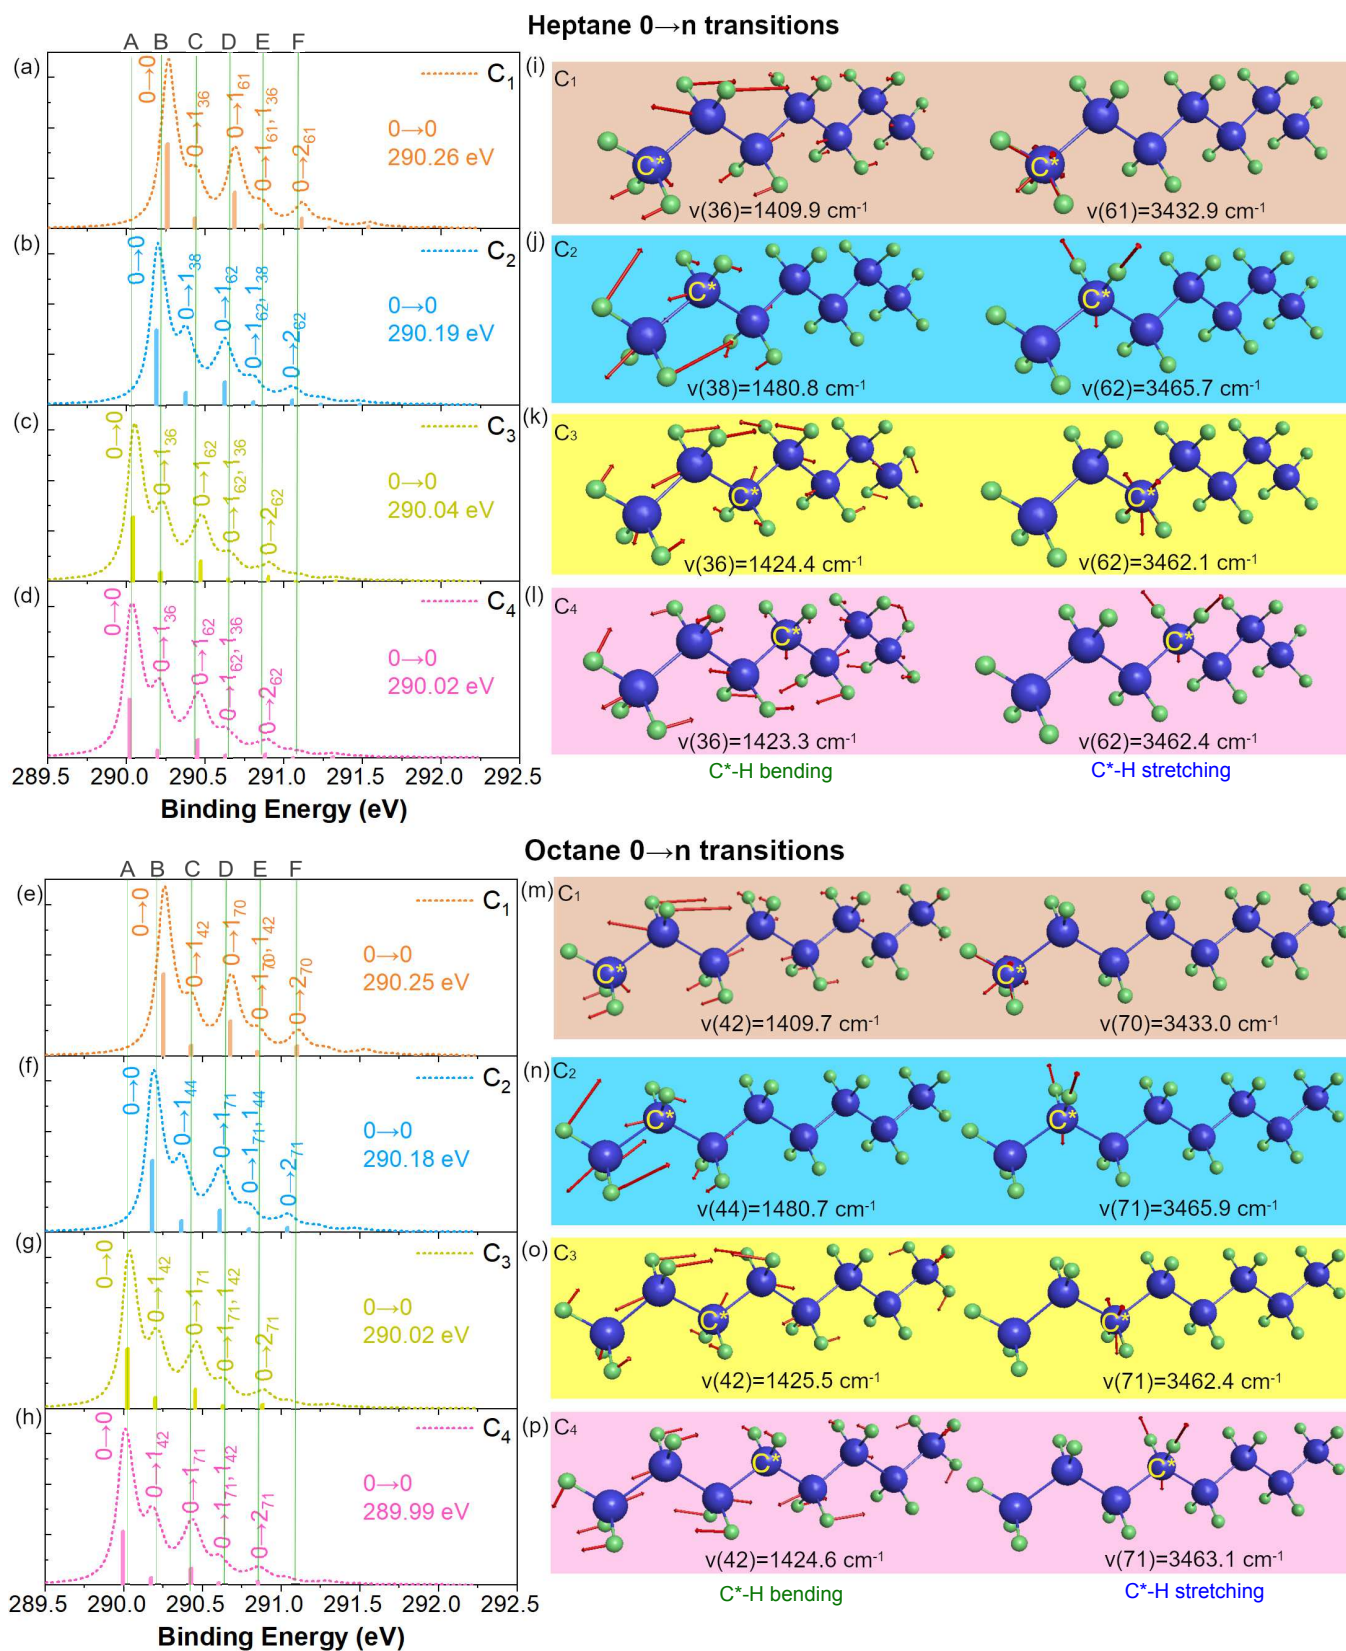 Heptane 0→n transitions
A B C D E F
(a)
0→0
0→1₃₆
0→1₆₁
0→1₆₁,1₃₆
0→2₆₁
C₁
0→0
290.26 eV
(b)
0→0
0→1₃₈
0→1₆₂
0→1₆₂,1₃₈
0→2₆₂
C₂
0→0
290.19 eV
(c)
0→0
0→1₃₆
0→1₆₂
0→1₆₂,1₃₆
0→2₆₂
C₃
0→0
290.04 eV
(d)
0→0
0→1₃₆
0→1₆₂
0→1₆₂,1₃₆
0→2₆₂
C₄
0→0
290.02 eV
289.5 290.0 290.5 291.0 291.5 292.0 292.5
Binding Energy (eV)
(i) C₁
C*
C*
v(36)=1409.9 cm⁻¹
v(61)=3432.9 cm⁻¹
(j) C₂
C*
C*
v(38)=1480.8 cm⁻¹
v(62)=3465.7 cm⁻¹
(k) C₃
C*
C*
v(36)=1424.4 cm⁻¹
v(62)=3462.1 cm⁻¹
(l) C₄
C*
C*
v(36)=1423.3 cm⁻¹
v(62)=3462.4 cm⁻¹
C*-H bending
C*-H stretching
Octane 0→n transitions
A B C D E F
(e)
0→0
0→1₄₂
0→1₇₀
0→1₇₀,1₄₂
0→2₇₀
C₁
0→0
290.25 eV
(f)
0→0
0→1₄₄
0→1₇₁
0→1₇₁,1₄₄
0→2₇₁
C₂
0→0
290.18 eV
(g)
0→0
0→1₄₂
0→1₇₁
0→1₇₁,1₄₂
0→2₇₁
C₃
0→0
290.02 eV
(h)
0→0
0→1₄₂
0→1₇₁
0→1₇₁,1₄₂
0→2₇₁
C₄
0→0
289.99 eV
289.5 290.0 290.5 291.0 291.5 292.0 292.5
Binding Energy (eV)
(m) C₁
C*
C*
v(42)=1409.7 cm⁻¹
v(70)=3433.0 cm⁻¹
(n) C₂
C*
C*
v(44)=1480.7 cm⁻¹
v(71)=3465.9 cm⁻¹
(o) C₃
C*
C*
v(42)=1425.5 cm⁻¹
v(71)=3462.4 cm⁻¹
(p) C₄
C*
C*
v(42)=1424.6 cm⁻¹
v(71)=3463.1 cm⁻¹
C*-H bending
C*-H stretching